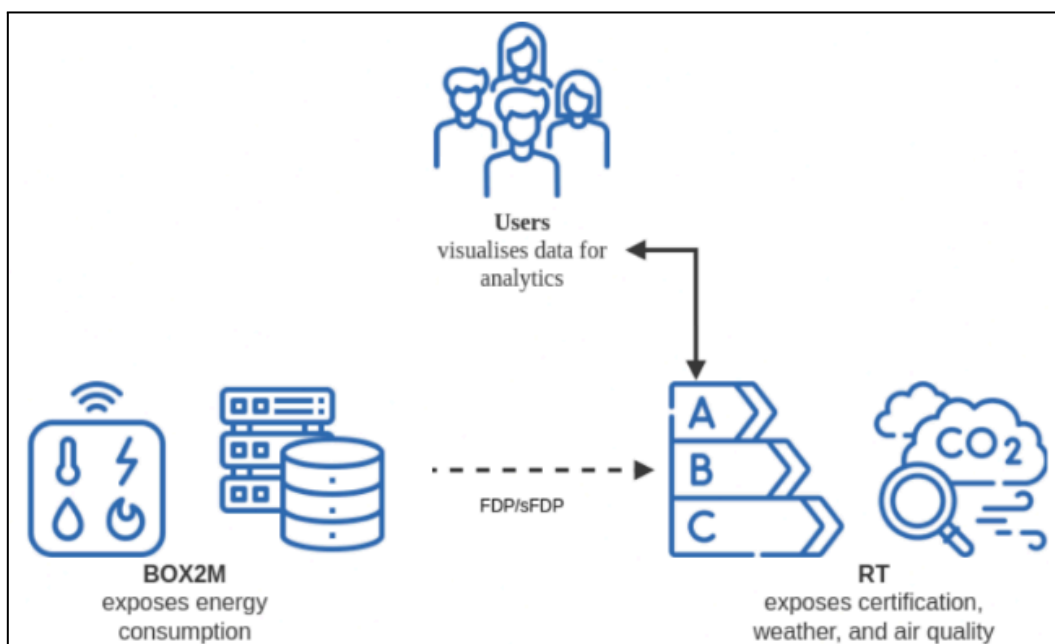 Users
visualises data for
analytics
A
B
C
CO2
FDP/sFDP
BOX2M
exposes energy
consumption
RT
exposes certification,
weather, and air quality